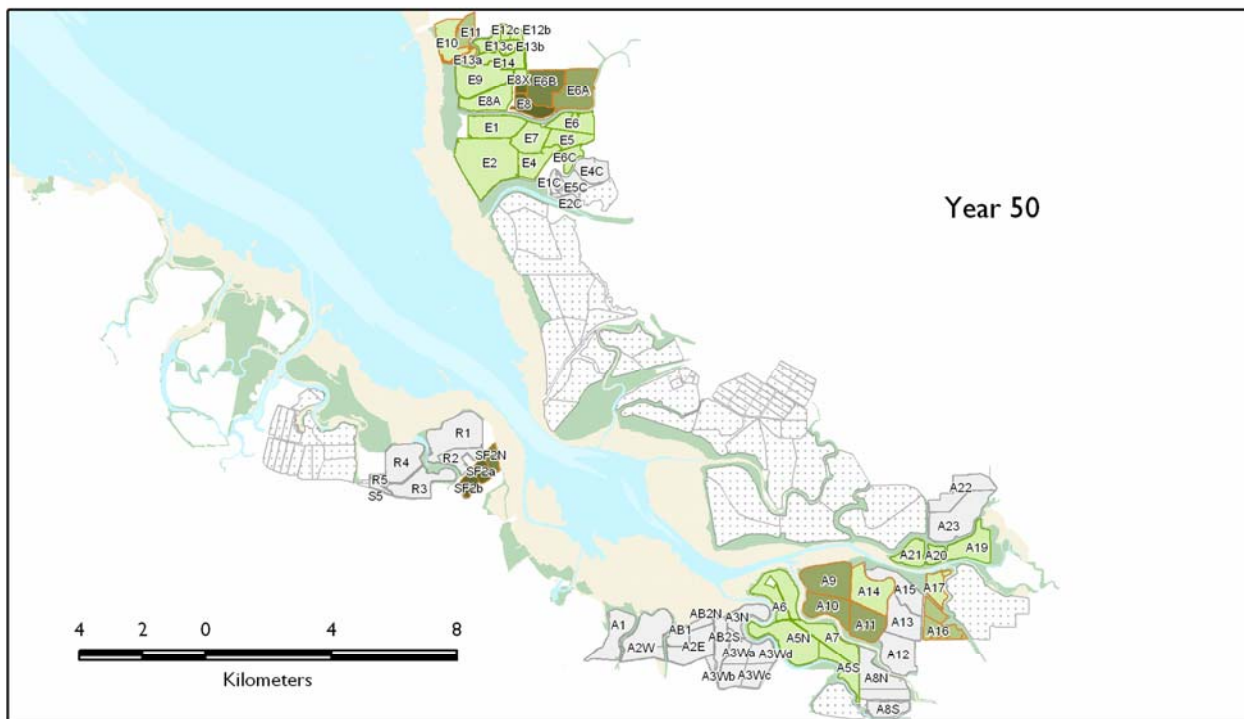 E11
E12c
E12b
E10
E13c
E13b
E13a
E14
E9
E8X
E6B
E6A
E8A
E8
E1
E6
E7
E5
E2
E4
E6C
E4C
E1C
E5C
E2C
Year 50
R1
R2
SF2N
R4
SF2a
R5
R3
SF2b
S5
A22
A23
A19
A21
A20
A9
A14
A15
A17
A6
A10
A11
A13
A16
A1
AB2N
A3N
AB1
AB2S
A5N
A7
A2W
A2E
A3Wa
A3Wd
A12
A5S
A3Wb
A3Wc
A8N
A8S
4 2 0 4 8
Kilometers